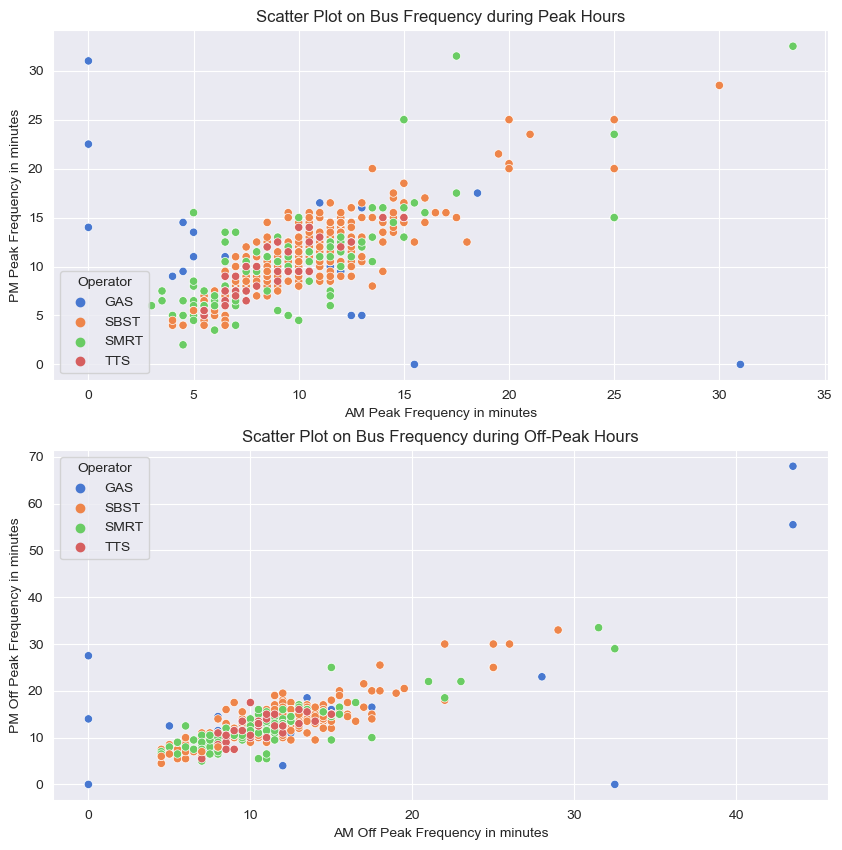 Scatter Plot on Bus Frequency during Peak Hours
PM Peak Frequency in minutes
30
25
20
15
10
5
0
Operator
GAS
SBST
SMRT
TTS
0 5 10 15 20 25 30 35
AM Peak Frequency in minutes
Scatter Plot on Bus Frequency during Off-Peak Hours
PM Off Peak Frequency in minutes
70
60
50
40
30
20
10
0
Operator
GAS
SBST
SMRT
TTS
0 10 20 30 40
AM Off Peak Frequency in minutes